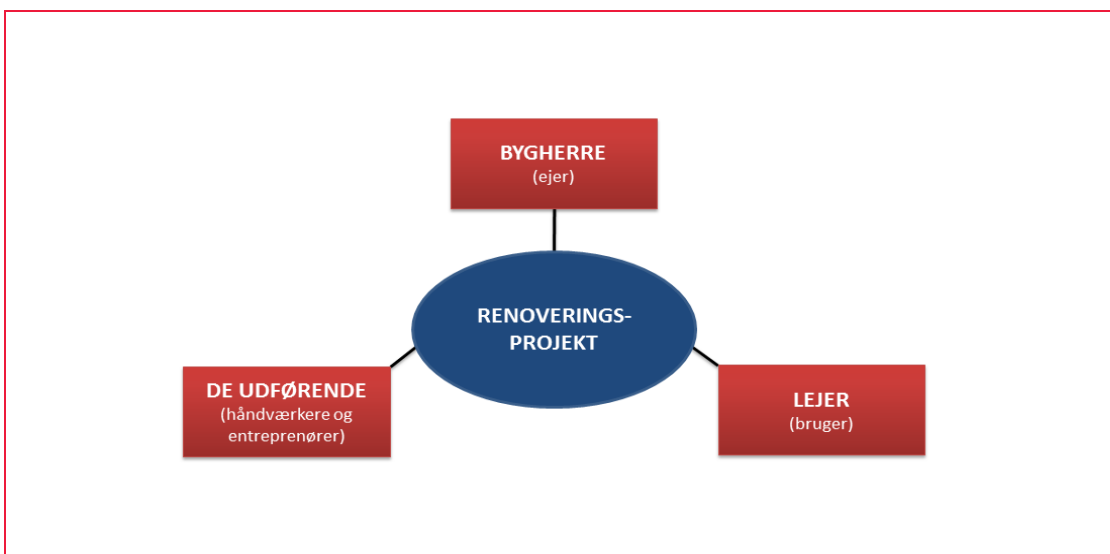 BYGHERRE
(ejer)
RENOVERINGS-
PROJEKT
DE UDFØRENDE
(håndværkere og
entreprenører)
LEJER
(bruger)